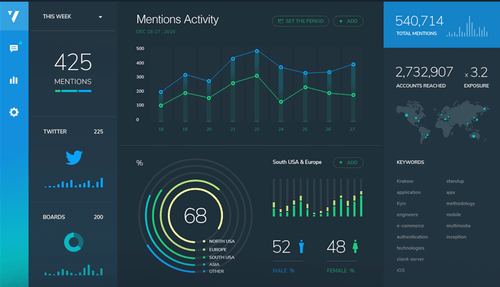 THIS WEEK
425
MENTIONS
TWITTER 225
BOARDS 200
Mentions Activity
DEC 18-27, 2018
SET THE PERIOD
+ ADD
500
400
300
200
100
0
18 19 20 21 22 23 24 25 26 27
%
68
NORTH USA
EUROPE
SOUTH USA
ASIA
OTHER
South USA & Europe
+ ADD
52
MALE %
48
FEMALE %
540,714
TOTAL MENTIONS
2,732,907
ACCOUNTS REACHED
x 3.2
EXPOSURE
KEYWORDS
Krakow
application
Kyiv
engineers
e-commerce
authentication
technologies
client-server
iOS
standup
ajax
methodology
mobile
multimedia
inception